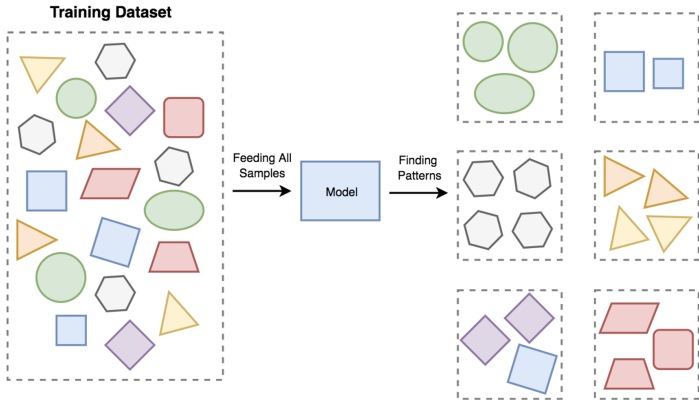 Training Dataset
Feeding All
Samples
Model
Finding
Patterns